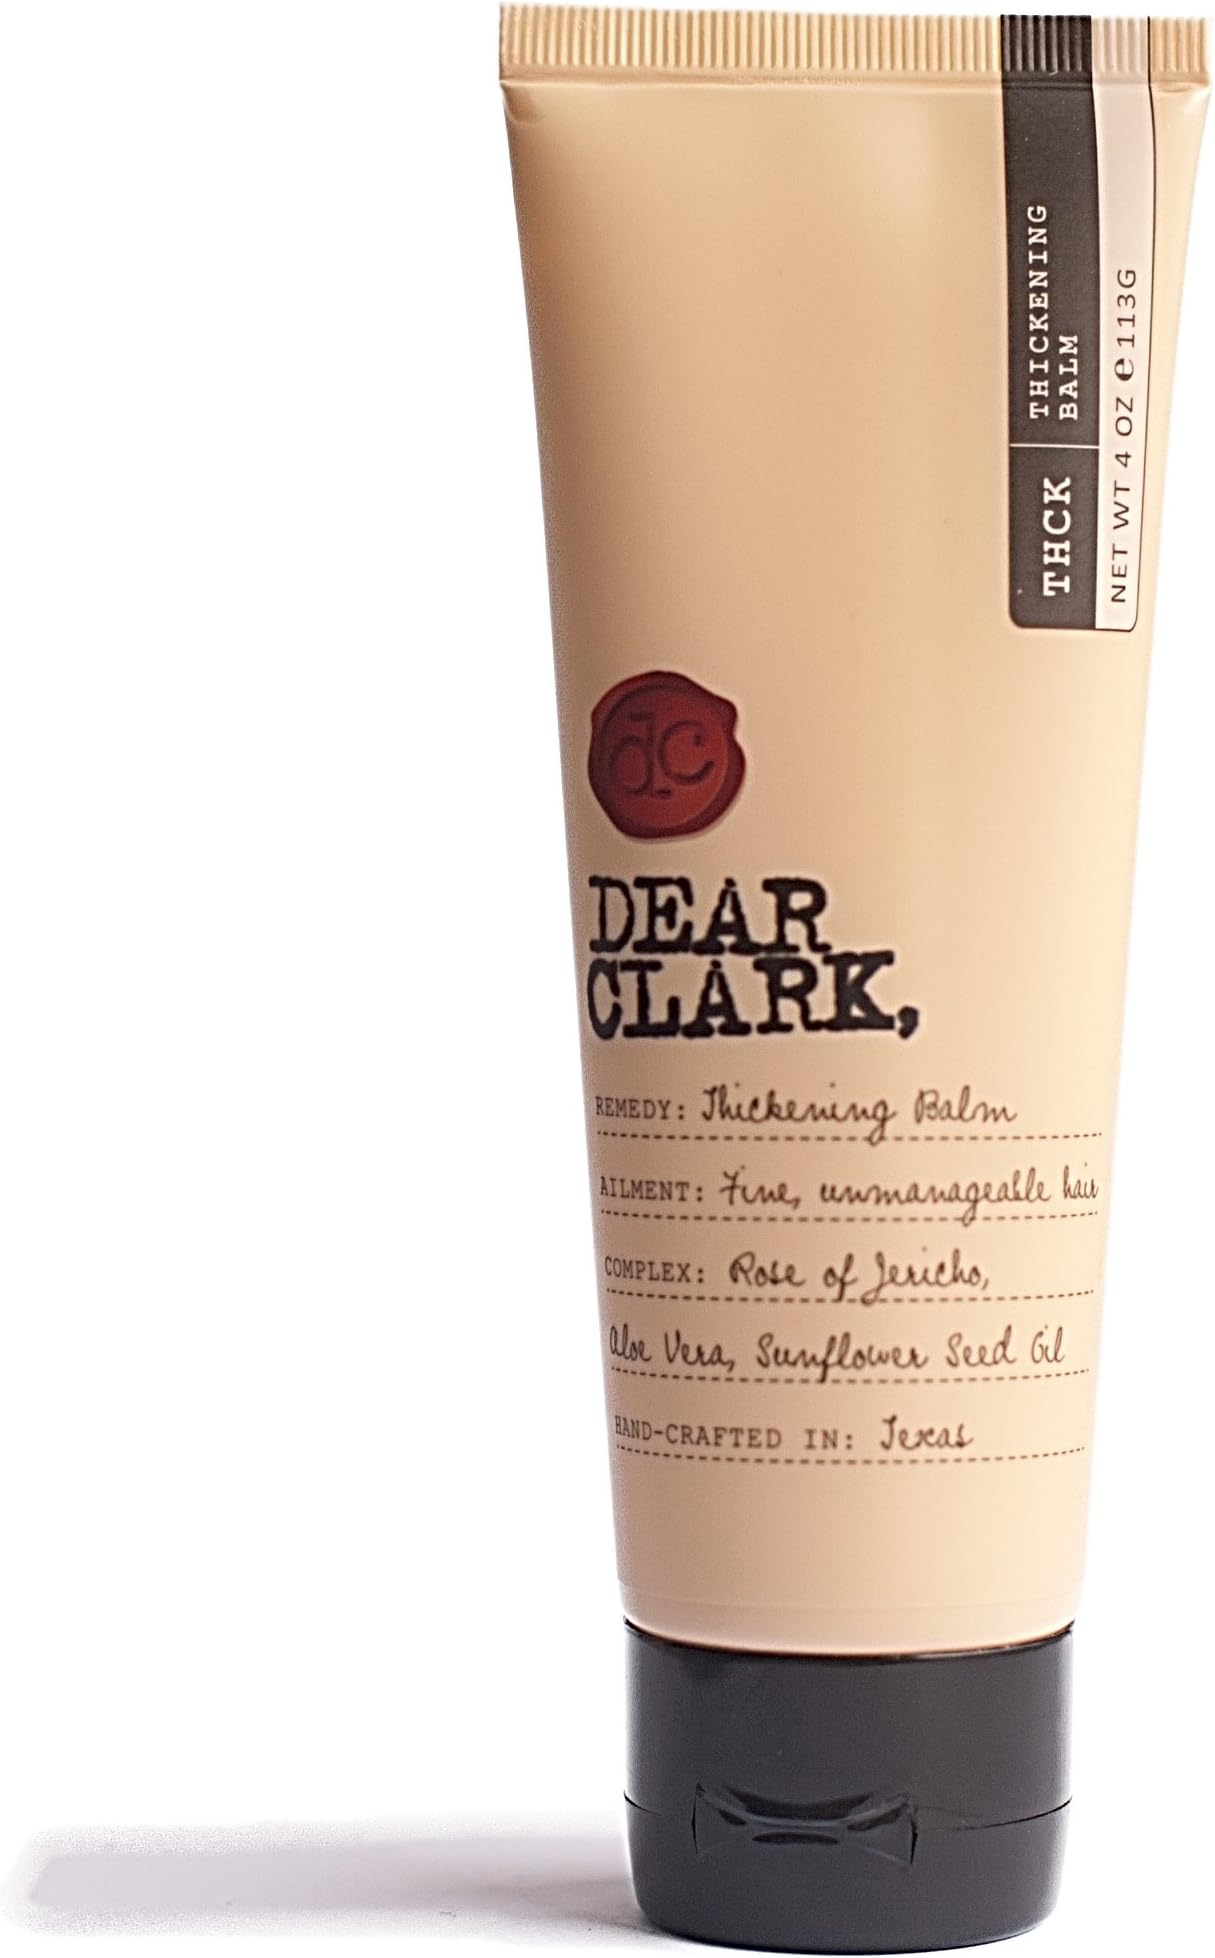 THICKENING
BALM
THCK
NET WT 4 OZ ℮ 113G
dc
DEAR
CLARK,
REMEDY: Thickening Balm
AILMENT: Fine, unmanageable hair
COMPLEX: Rose of Jericho,
Aloe Vera, Sunflower Seed Oil
HAND-CRAFTED IN: Texas